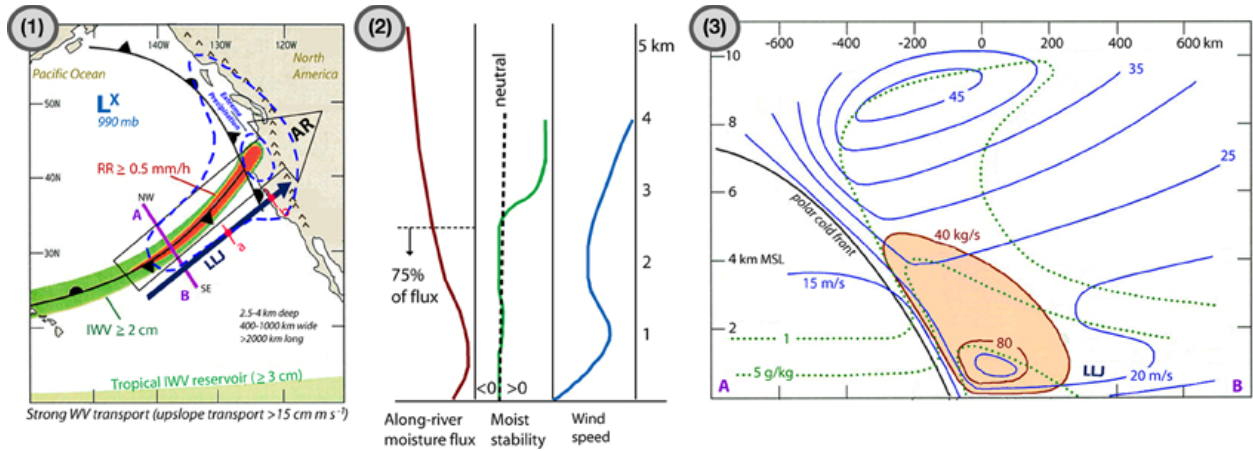 (1)
140W
130W
120W
North
America
Pacific Ocean
50N
L
X
990 mb
Extreme
Precipitation
AR
RR ≥ 0.5 mm/h
40N
NW
A
30N
LLJ
a
B
SE
IWV ≥ 2 cm
2.5-4 km deep
400-1000 km wide
>2000 km long
Tropical IWV reservoir (≥ 3 cm)
Strong WV transport (upslope transport >15 cm m s⁻¹)
(2)
5 km
neutral
4
3
75%
of flux
2
1
<0
>0
Along-river
moisture flux
Moist
stability
Wind
speed
(3)
-600
-400
-200
0
200
400
600 km
10
35
45
8
25
6
polar cold front
40 kg/s
4 km MSL
15 m/s
2
1
80
5 g/kg
LLJ
20 m/s
A
B